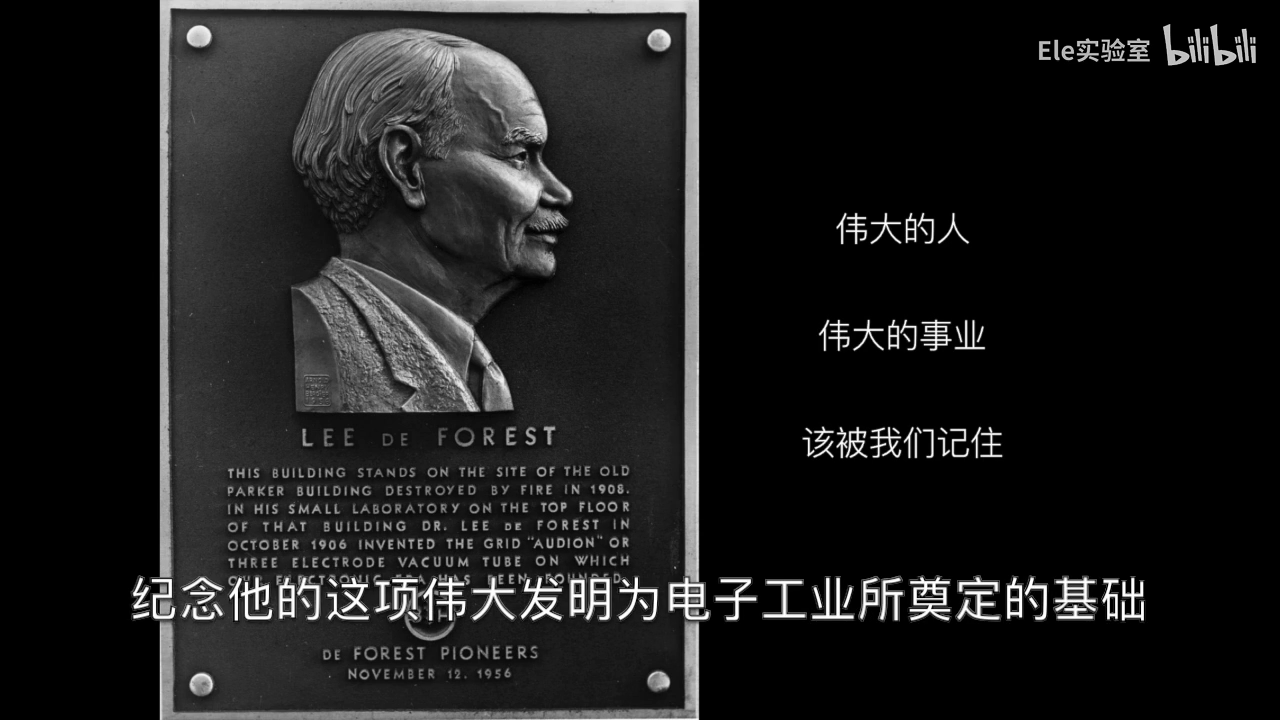 Ele实验室 bilibili
伟大的人
伟大的事业
该被我们记住
LEE DE FOREST
THIS BUILDING STANDS ON THE SITE OF THE OLD
PARKER BUILDING DESTROYED BY FIRE IN 1908.
IN HIS SMALL LABORATORY ON THE TOP FLOOR
OF THAT BUILDING DR. LEE DE FOREST IN
OCTOBER 1906 INVENTED THE GRID "AUDION" OR
THREE ELECTRODE VACUUM TUBE ON WHICH
ELECTRONIC HAS BEEN
纪念他的这项伟大发明为电子工业所奠定的基础
DE FOREST PIONEERS
NOVEMBER 12. 1956